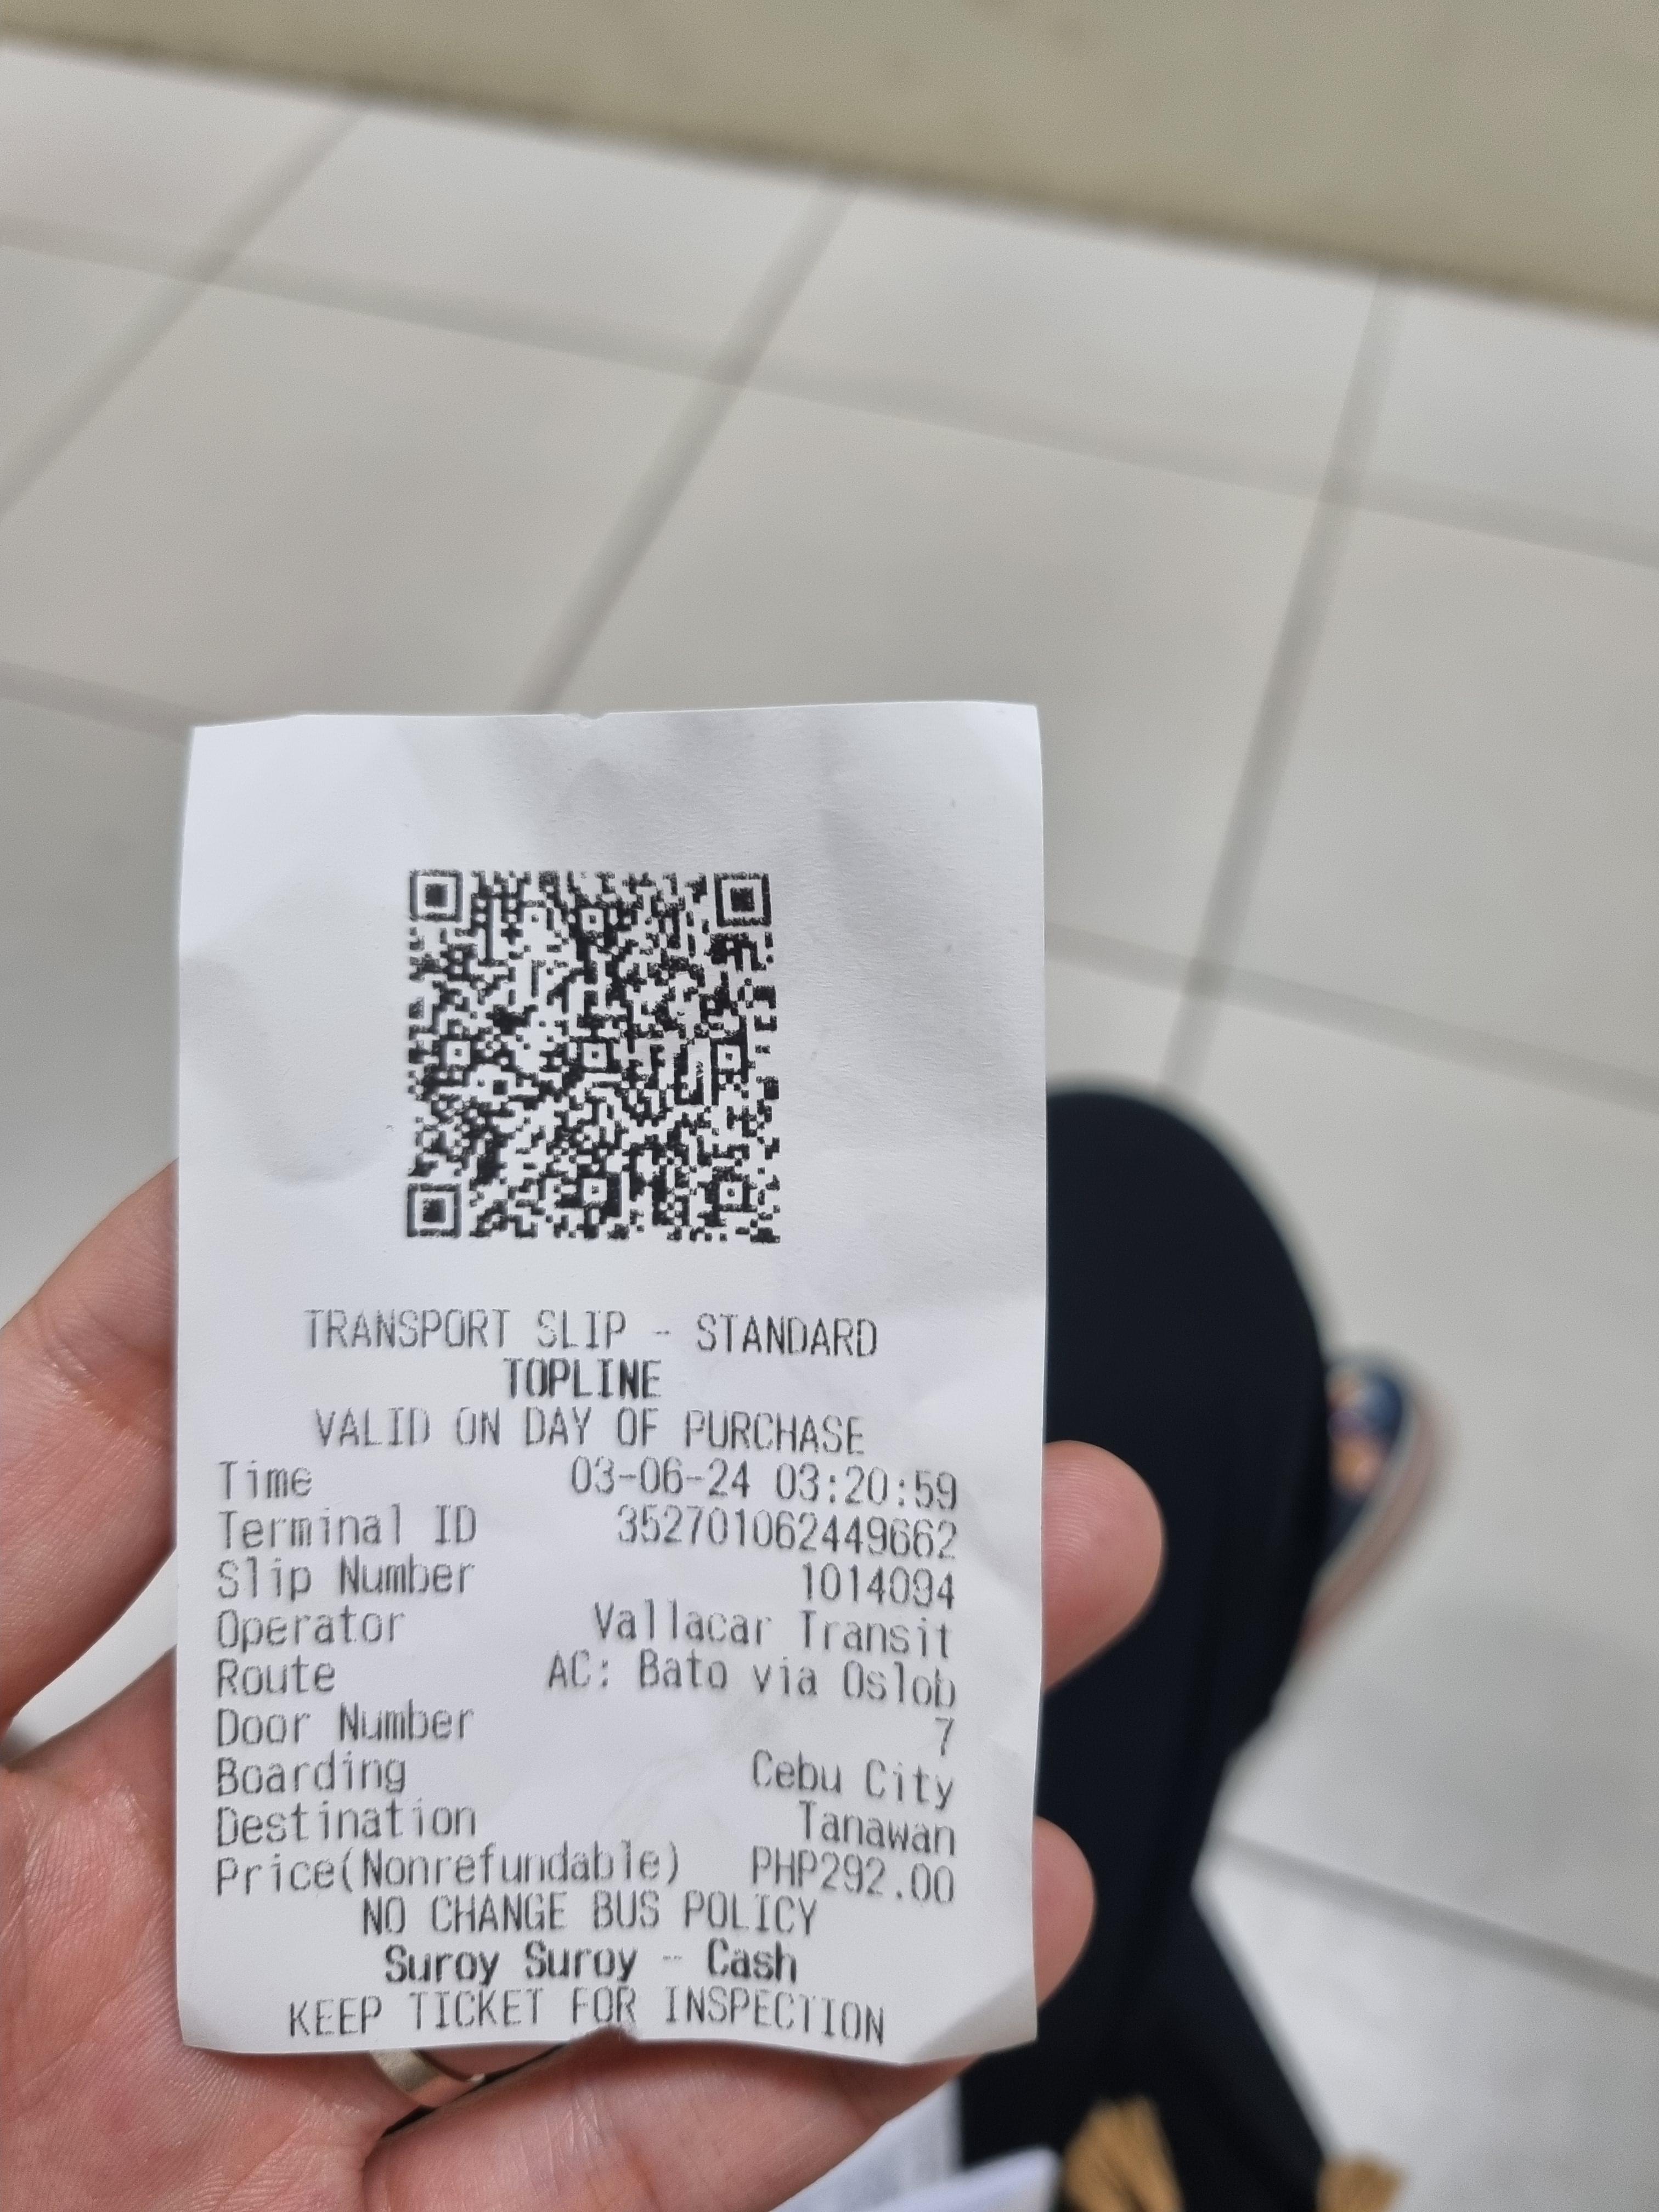 TRANSPORT SLIP - STANDARD
TOPLINE
VALID ON DAY OF PURCHASE
Time 03-06-24 03:20:59
Terminal ID 352701062449662
Slip Number 1014094
Operator Vallacar Transit
Route AC: Bato via Oslob
Door Number 7
Boarding Cebu City
Destination Tanawan
Price(Nonrefundable) PHP292.00
NO CHANGE BUS POLICY
Suroy Suroy - Cash
KEEP TICKET FOR INSPECTION